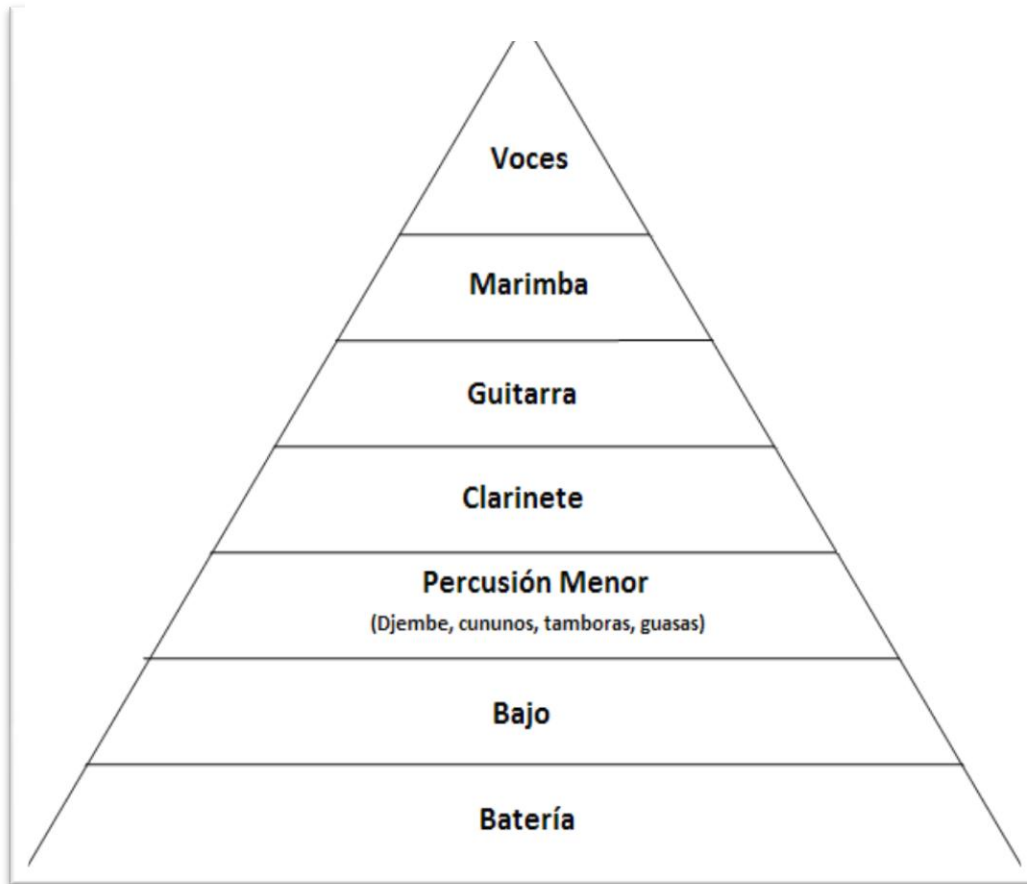 Voces
Marimba
Guitarra
Clarinete
Percusión Menor
(Djembe, cununos, tamboras, guasas)
Bajo
Batería